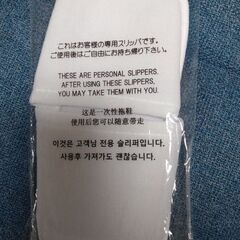 これはお客様の専用スリッパです。
ご使用後はご自由にお持ち帰り下さい。
THESE ARE PERSONAL SLIPPERS.
AFTER USING THESE SLIPPERS,
YOU MAY TAKE THEM WITH YOU.
这是一次性拖鞋
使用后您可以随意带走
이것은 고객님 전용 슬리퍼입니다.
사용후 가져가도 괜찮습니다.